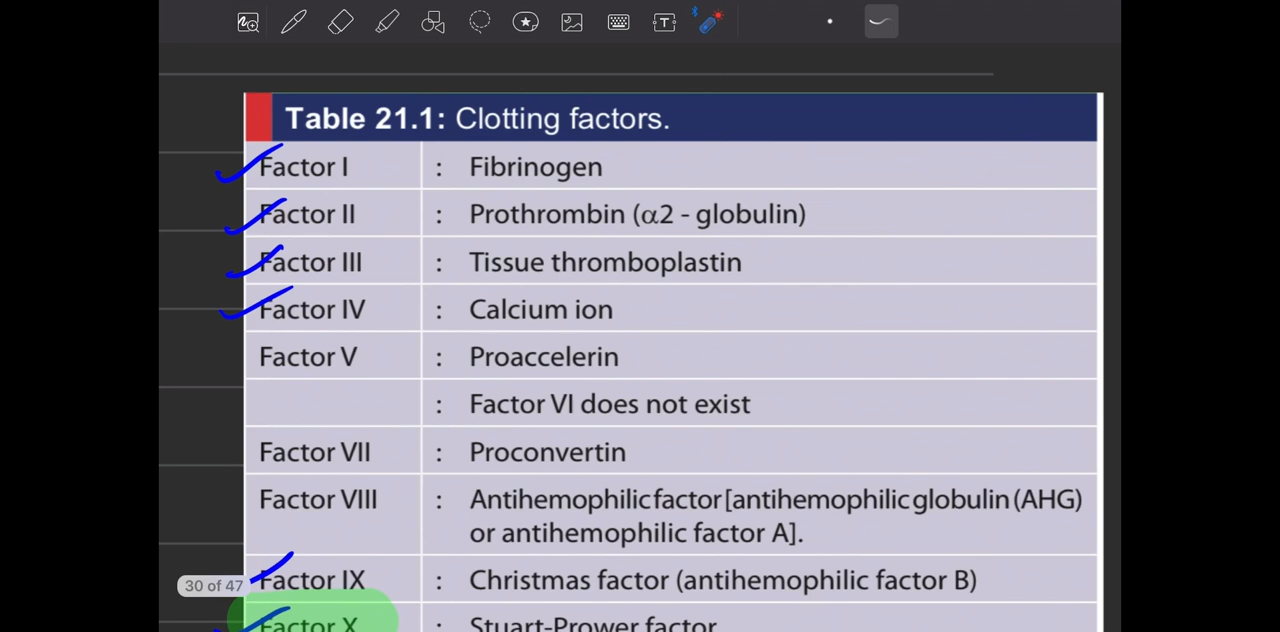 Table 21.1: Clotting factors.
Factor I : Fibrinogen
Factor II : Prothrombin (α2 - globulin)
Factor III : Tissue thromboplastin
Factor IV : Calcium ion
Factor V : Proaccelerin
: Factor VI does not exist
Factor VII : Proconvertin
Factor VIII : Antihemophilic factor [antihemophilic globulin (AHG)
or antihemophilic factor A].
30 of 47
Factor IX : Christmas factor (antihemophilic factor B)
Factor X : Stuart-Prower factor